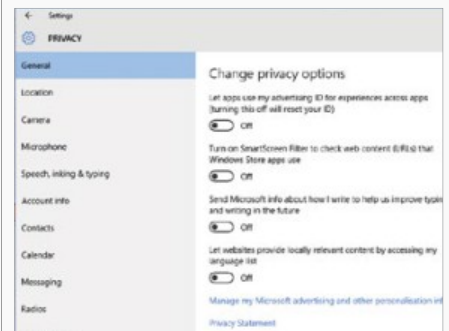 Settings
PRIVACY
General
Location
Camera
Microphone
Speech, inking & typing
Account info
Contacts
Calendar
Messaging
Radios
Change privacy options
Let apps use my advertising ID for experiences across apps
(turning this off will reset your ID)
Off
Turn on SmartScreen Filter to check web content (URLs) that
Windows Store apps use
Off
Send Microsoft info about how I write to help us improve typin
and writing in the future
Off
Let websites provide locally relevant content by accessing my
language list
Off
Manage my Microsoft advertising and other personalisation inf
Privacy Statement